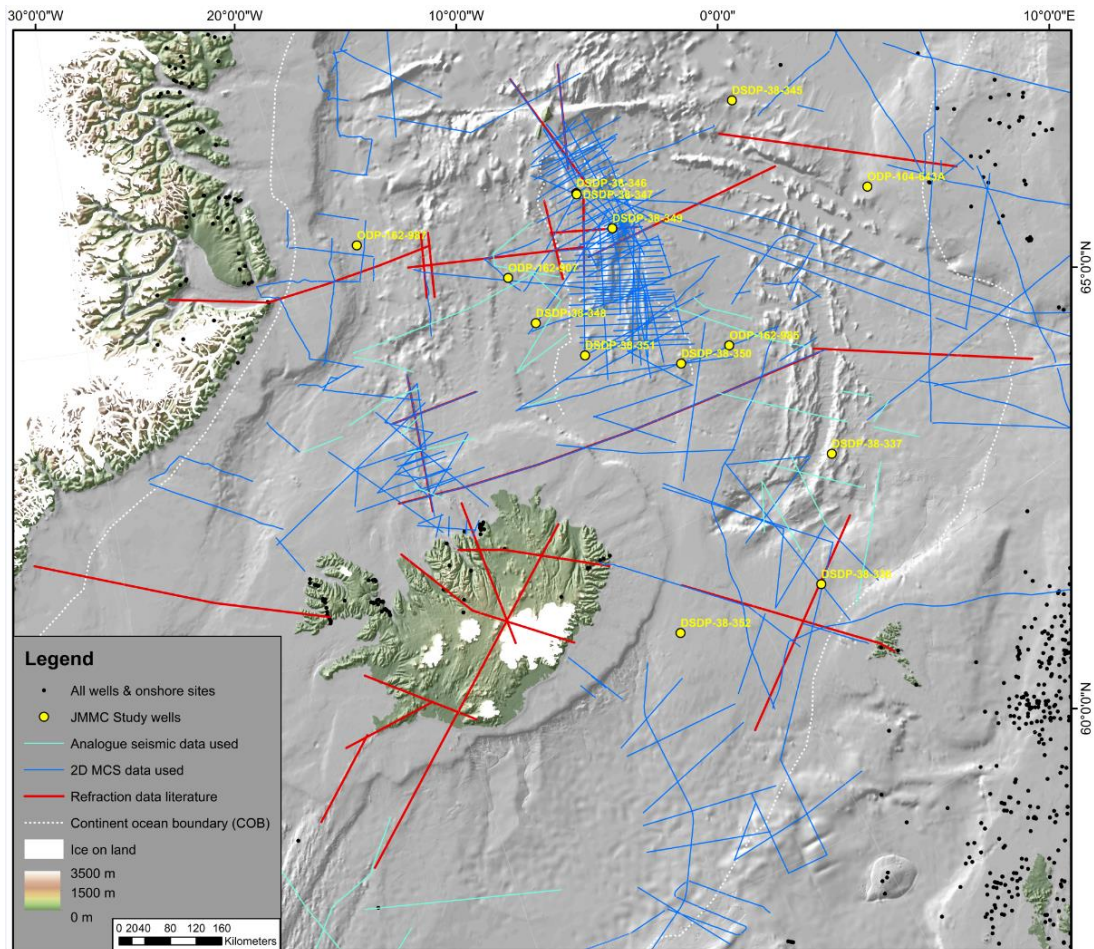 30°0'0"W
20°0'0"W
10°0'0"W
0°0'0"
10°0'0"E
DSDP-38-345
ODP-104-643A
DSDP-38-346
DSDP-38-347
DSDP-38-349
ODP-162-987
65°0'0"N
ODP-162-907
DSDP-38-348
ODP-162-985
DSDP-38-351
DSDP-38-350
DSDP-38-337
DSDP-38-336
DSDP-38-352
60°0'0"N
Legend
All wells & onshore sites
JMMC Study wells
Analogue seismic data used
2D MCS data used
Refraction data literature
Continent ocean boundary (COB)
Ice on land
3500 m
1500 m
0 m
0 20 40 80 120 160
Kilometers